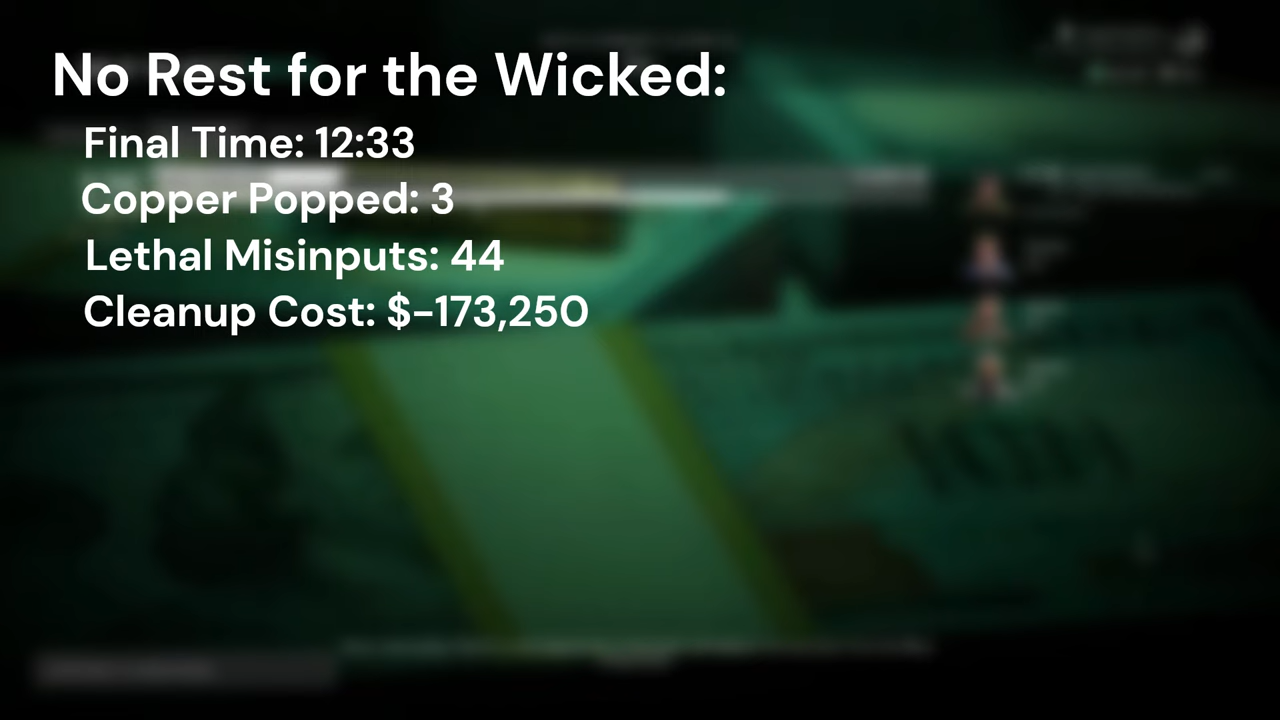 No Rest for the Wicked:
Final Time: 12:33
Copper Popped: 3
Lethal Misinputs: 44
Cleanup Cost: $-173,250